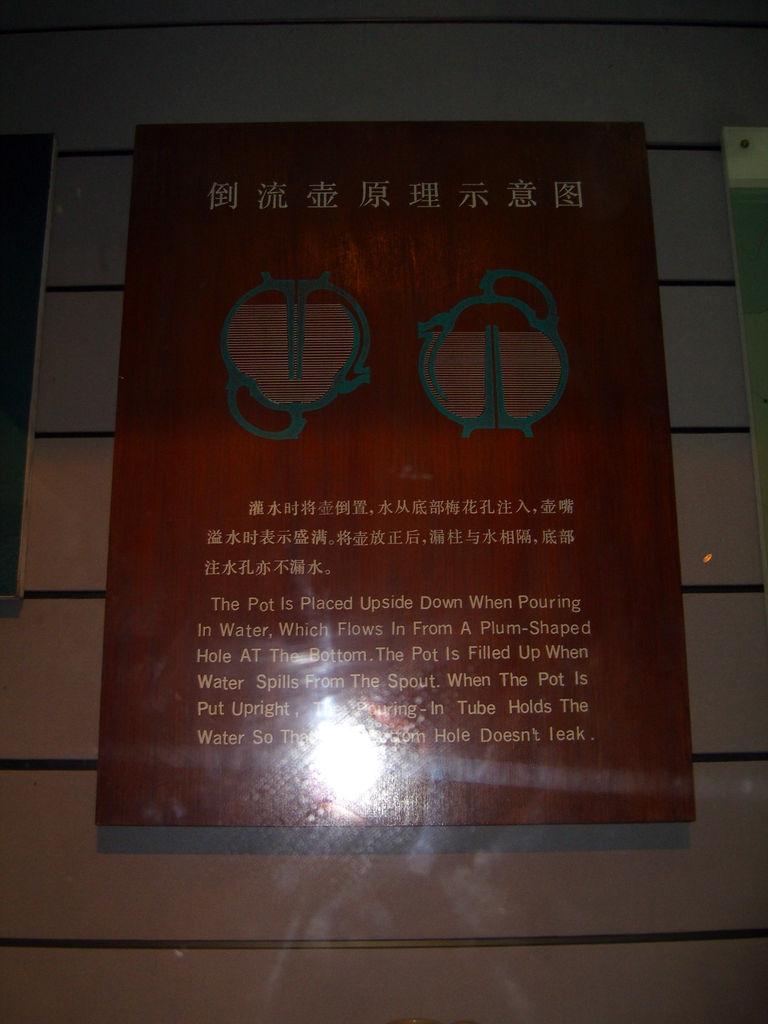 倒流壶原理示意图
灌水时将壶倒置,水从底部梅花孔注入,壶嘴
溢水时表示盛满。将壶放正后,漏柱与水相隔,底部
注水孔亦不漏水。
The Pot Is Placed Upside Down When Pouring
In Water, Which Flows In From A Plum-Shaped
Hole AT The Bottom.The Pot Is Filled Up When
Water Spills From The Spout. When The Pot Is
Put Upright, The Pouring-In Tube Holds The
Water So That Bottom Hole Doesn't leak.